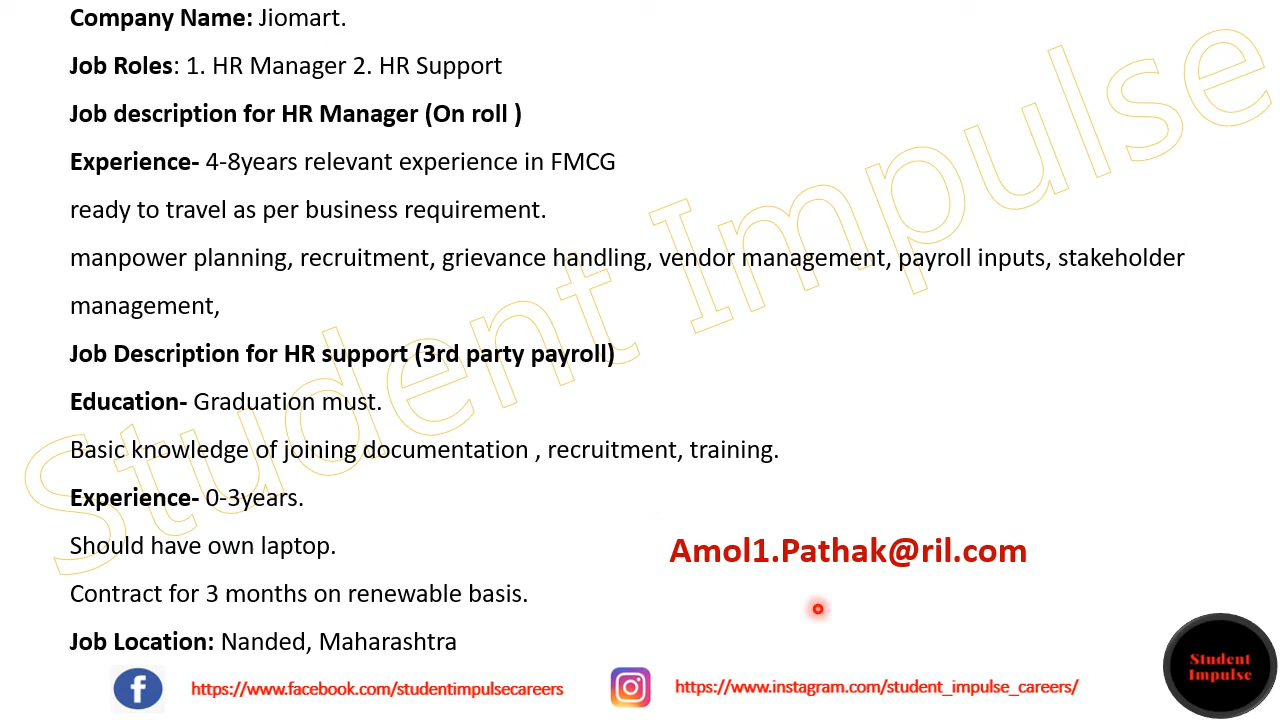 Company Name: Jiomart.
Job Roles: 1. HR Manager 2. HR Support
Job description for HR Manager (On roll )
Experience- 4-8years relevant experience in FMCG
ready to travel as per business requirement.
manpower planning, recruitment, grievance handling, vendor management, payroll inputs, stakeholder
management,
Job Description for HR support (3rd party payroll)
Education- Graduation must.
Basic knowledge of joining documentation , recruitment, training.
Experience- 0-3years.
Should have own laptop.
Amol1.Pathak@ril.com
Contract for 3 months on renewable basis.
Job Location: Nanded, Maharashtra
https://www.facebook.com/studentimpulsecareers
https://www.instagram.com/student_impulse_careers/
Student
Impulse
Student Impulse